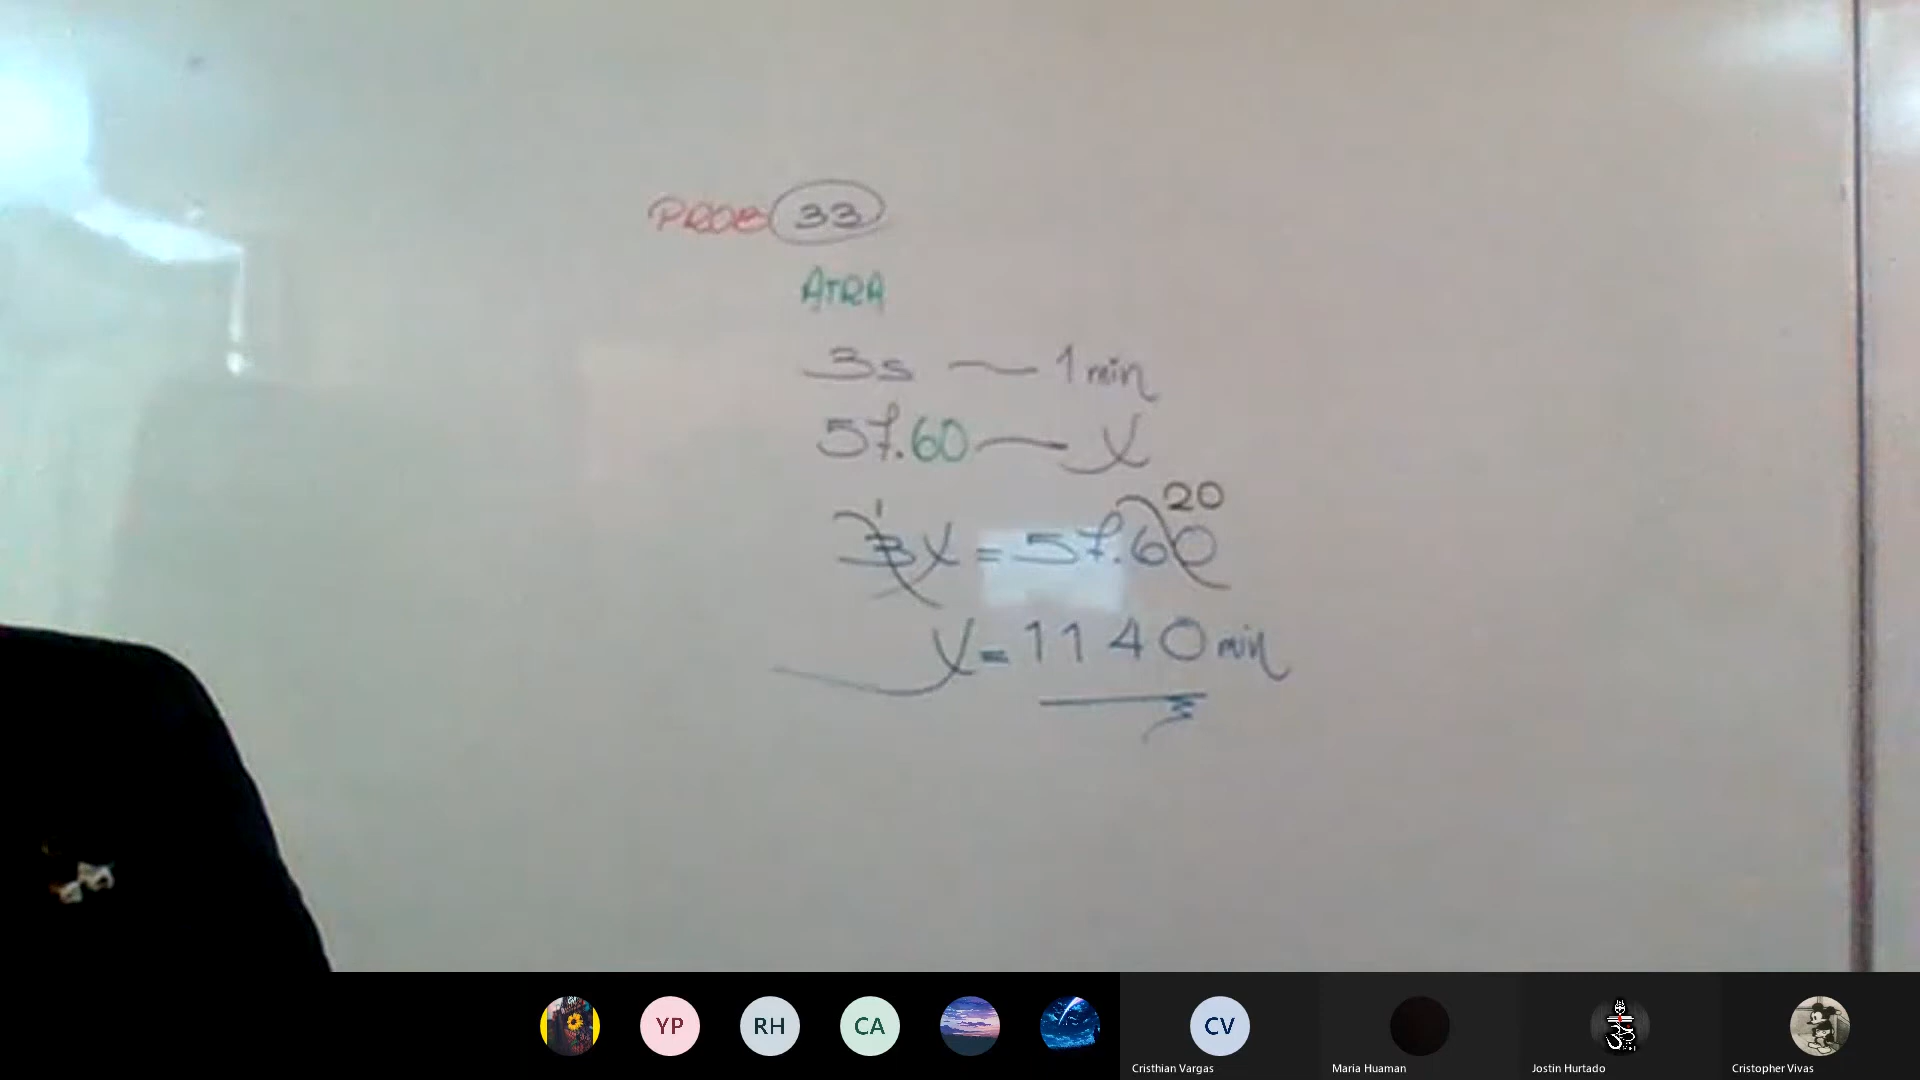 PROB 33
ATRA
3s — 1 min
57.60 — X
1 20
3X = 57.60
X = 1140 min
YP RH CA CV
Cristhian Vargas Maria Huaman Jostin Hurtado Cristopher Vivas